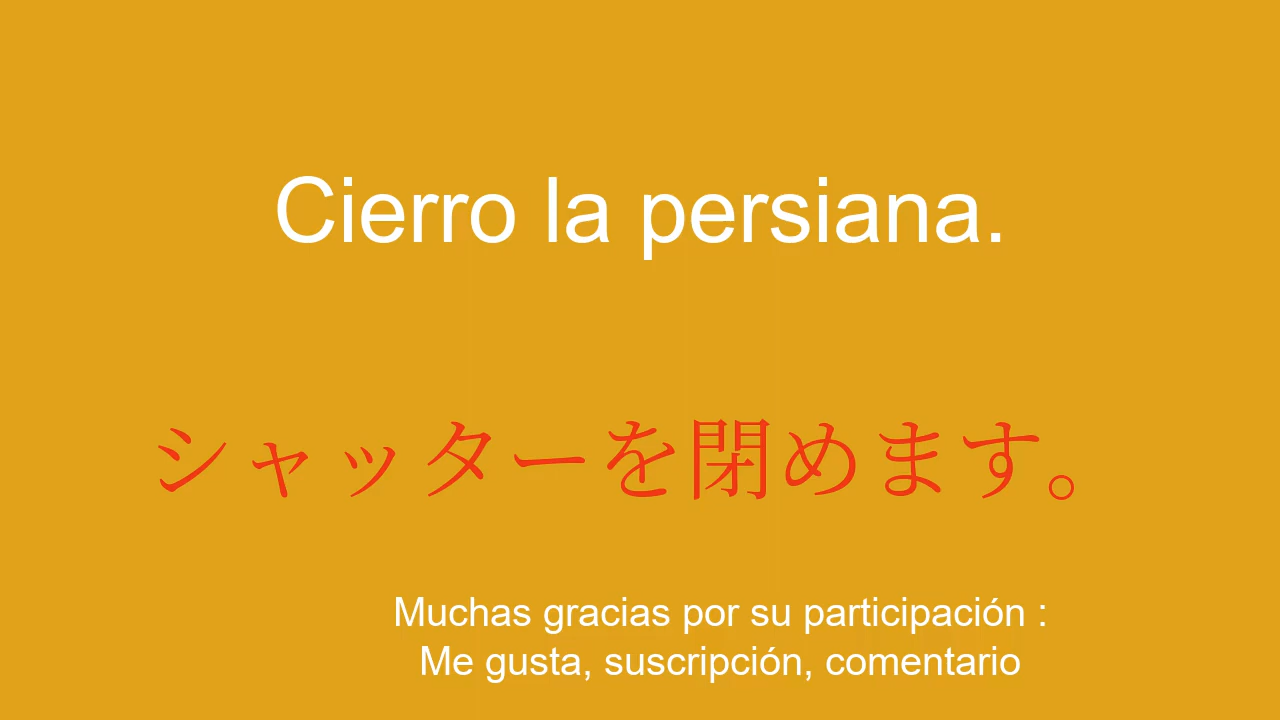 Cierro la persiana.
シャッターを閉めます。
Muchas gracias por su participación :
Me gusta, suscripción, comentario